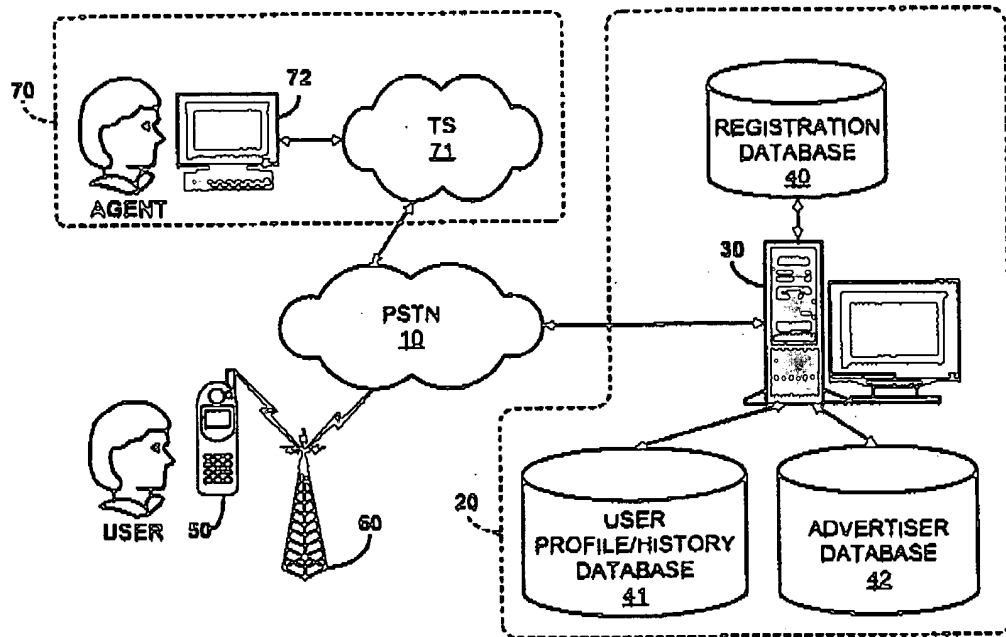 70
72
TS
71
AGENT
REGISTRATION
DATABASE
40
30
PSTN
10
USER
50
60
20
USER
PROFILE/HISTORY
DATABASE
41
ADVERTISER
DATABASE
42